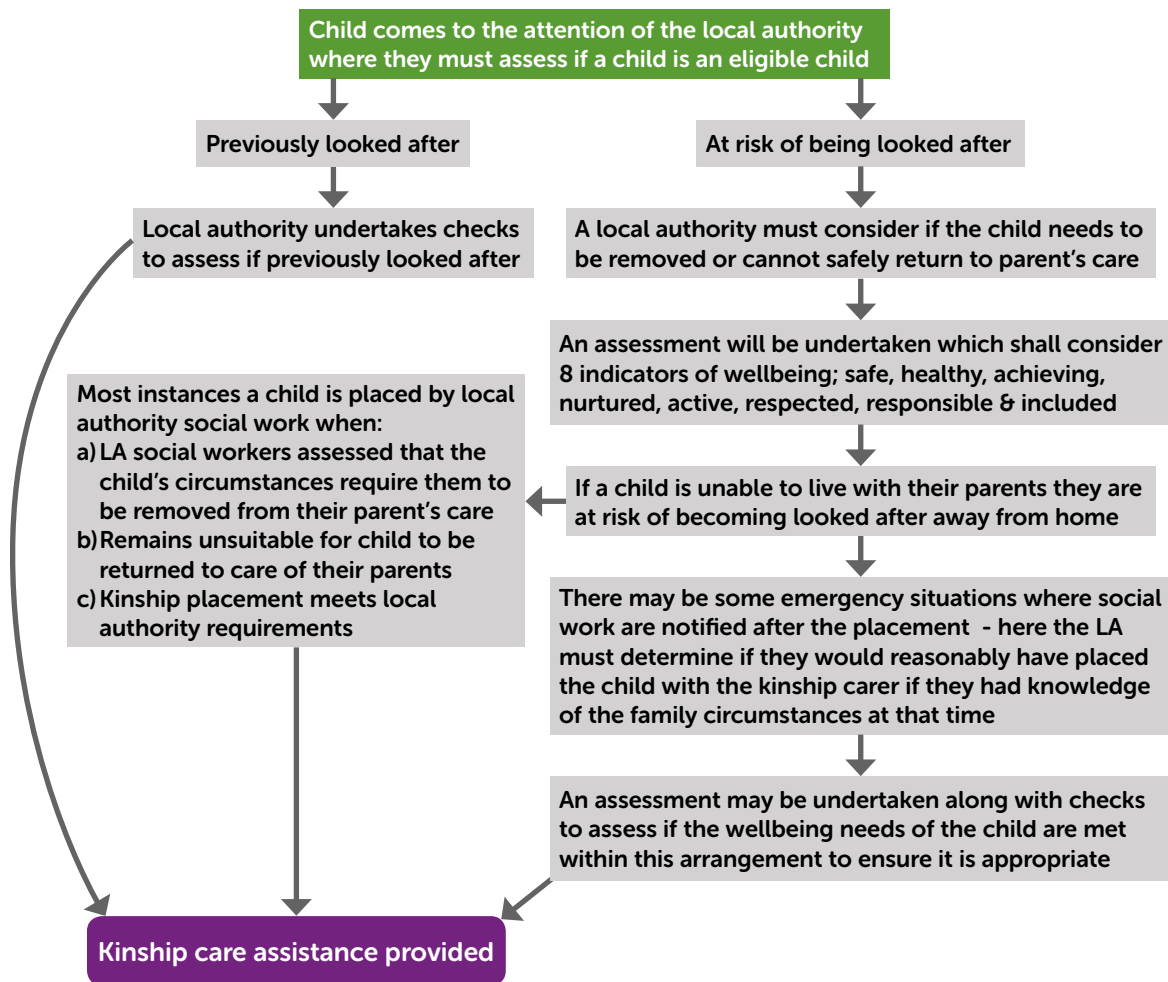 Child comes to the attention of the local authority
where they must assess if a child is an eligible child
Previously looked after
At risk of being looked after
Local authority undertakes checks
to assess if previously looked after
A local authority must consider if the child needs to
be removed or cannot safely return to parent's care
An assessment will be undertaken which shall consider
8 indicators of wellbeing; safe, healthy, achieving,
nurtured, active, respected, responsible & included
Most instances a child is placed by local
authority social work when:
a) LA social workers assessed that the
child's circumstances require them to
be removed from their parent's care
b) Remains unsuitable for child to be
returned to care of their parents
c) Kinship placement meets local
authority requirements
If a child is unable to live with their parents they are
at risk of becoming looked after away from home
There may be some emergency situations where social
work are notified after the placement - here the LA
must determine if they would reasonably have placed
the child with the kinship carer if they had knowledge
of the family circumstances at that time
An assessment may be undertaken along with checks
to assess if the wellbeing needs of the child are met
within this arrangement to ensure it is appropriate
Kinship care assistance provided